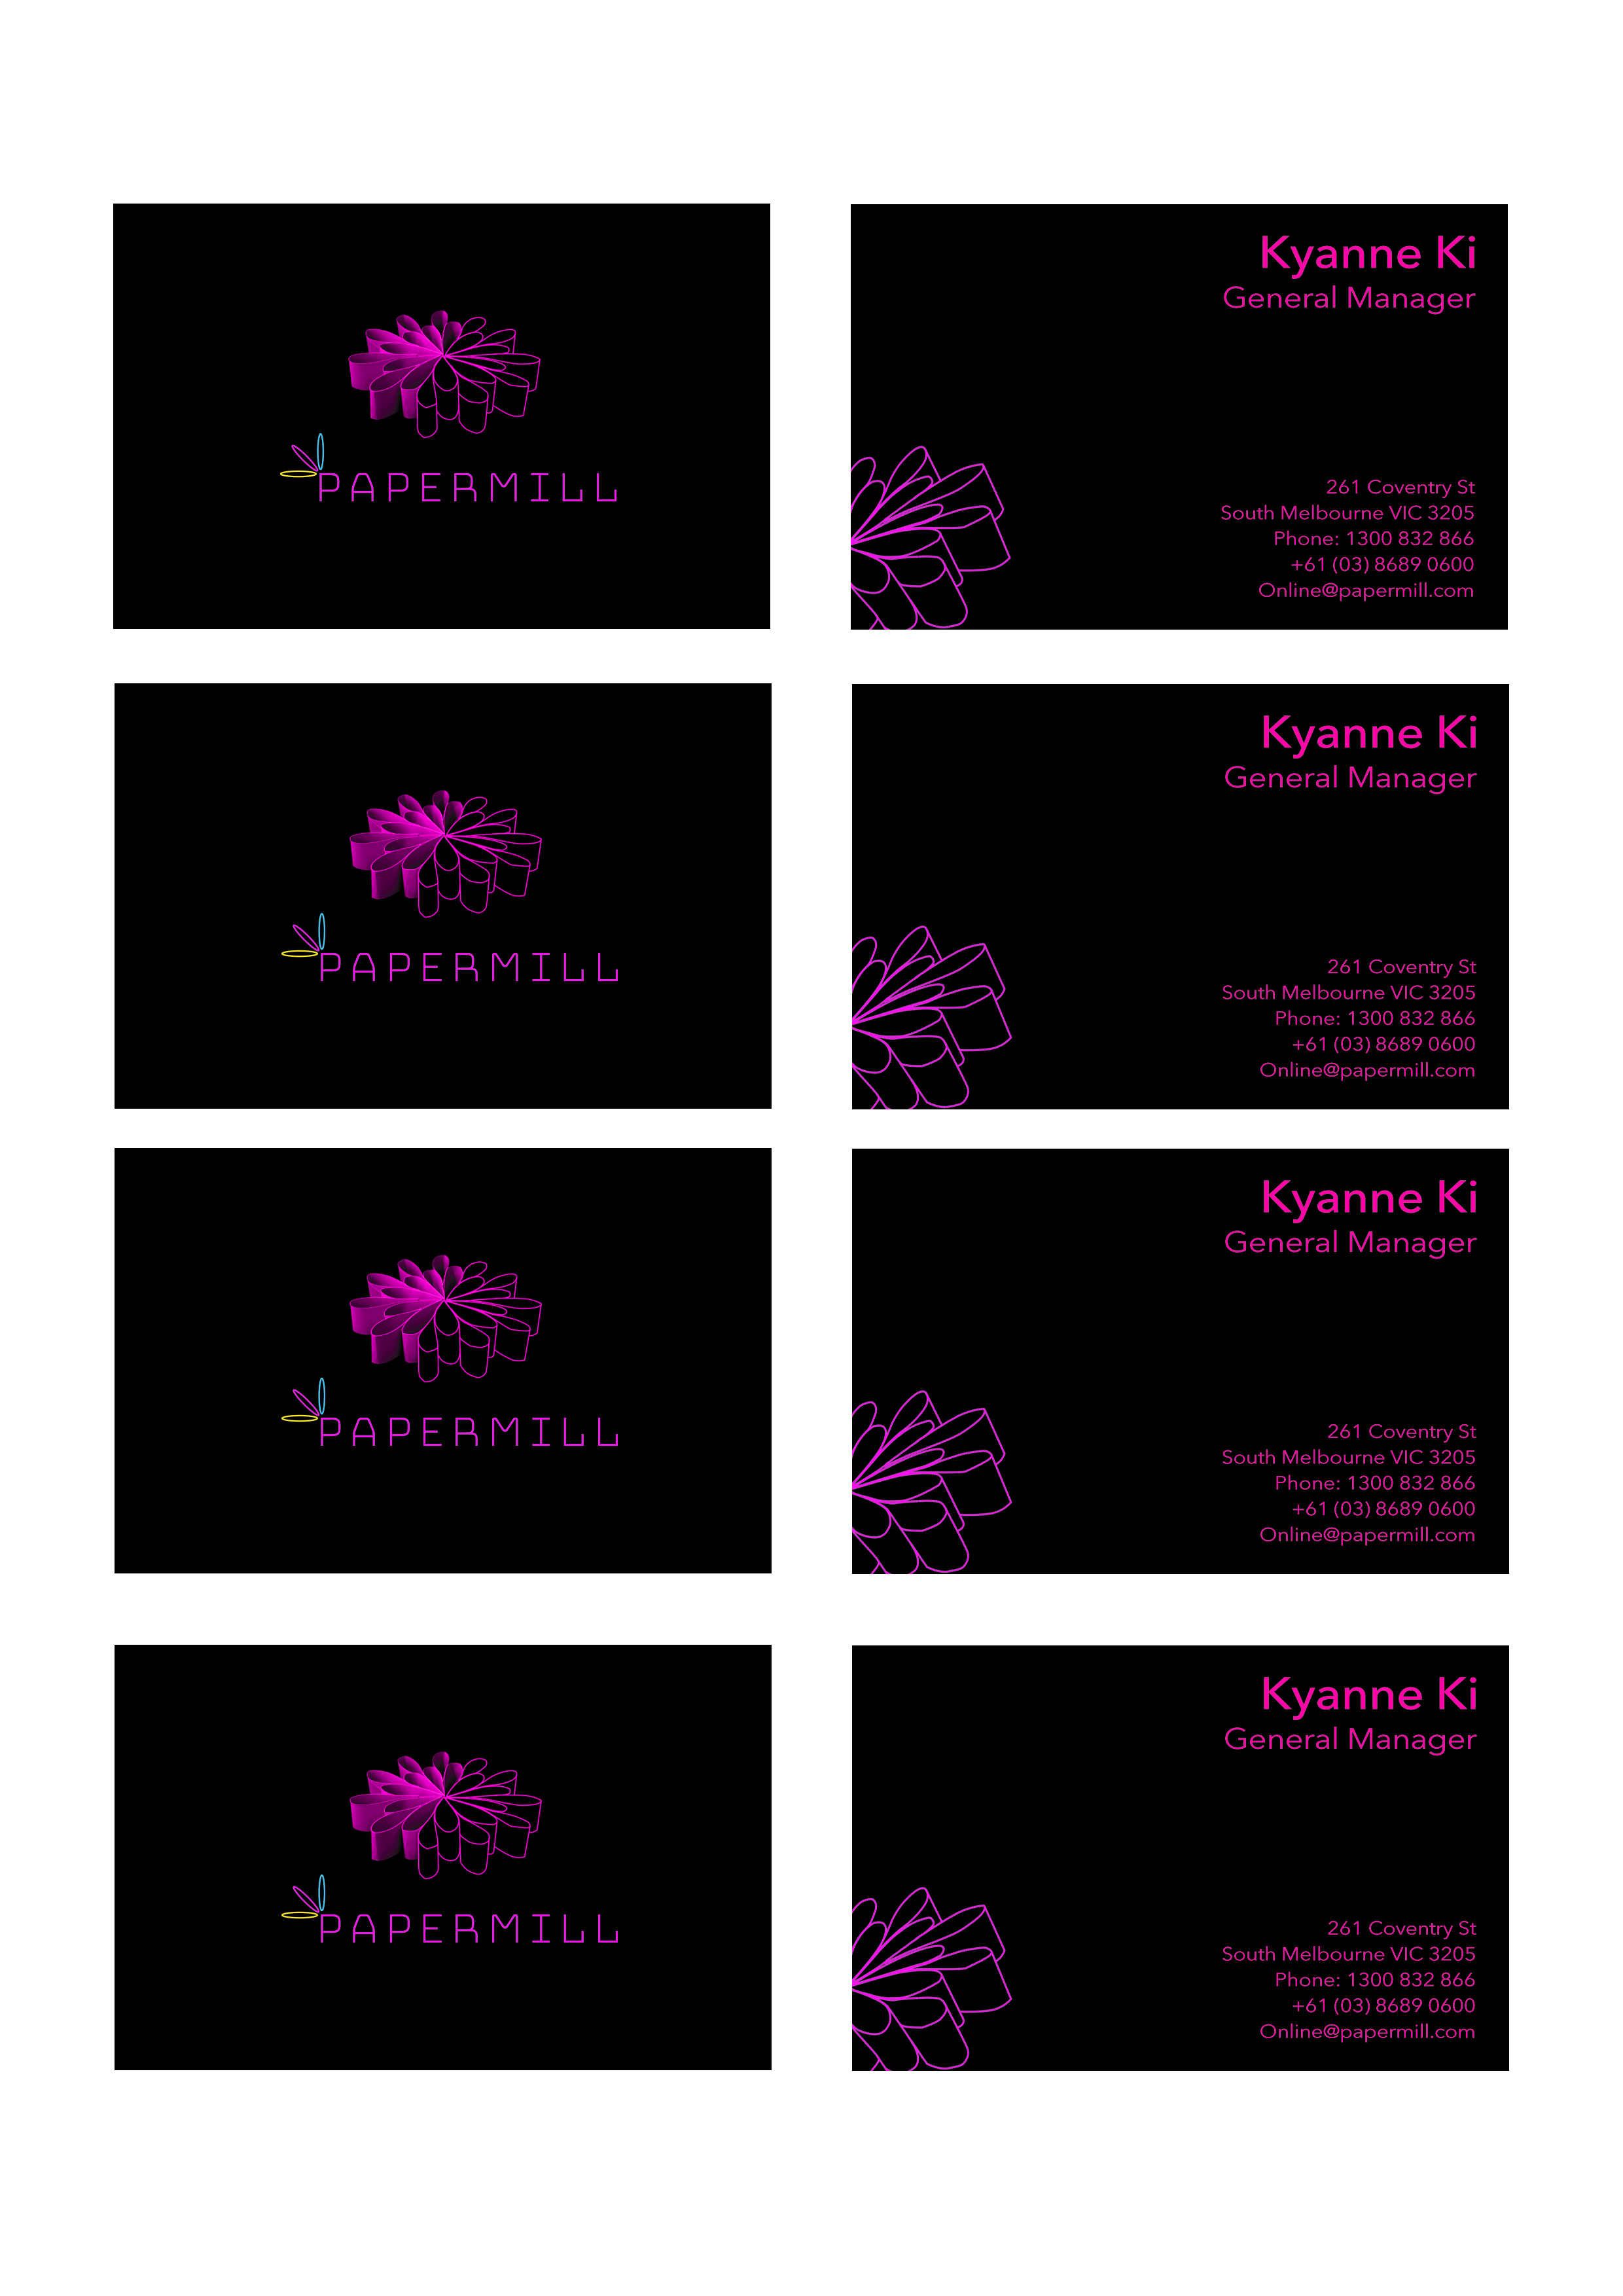 PAPERMILL
Kyanne Ki
General Manager
261 Coventry St
South Melbourne VIC 3205
Phone: 1300 832 866
+61 (03) 8689 0600
Online@papermill.com
PAPERMILL
Kyanne Ki
General Manager
261 Coventry St
South Melbourne VIC 3205
Phone: 1300 832 866
+61 (03) 8689 0600
Online@papermill.com
PAPERMILL
Kyanne Ki
General Manager
261 Coventry St
South Melbourne VIC 3205
Phone: 1300 832 866
+61 (03) 8689 0600
Online@papermill.com
PAPERMILL
Kyanne Ki
General Manager
261 Coventry St
South Melbourne VIC 3205
Phone: 1300 832 866
+61 (03) 8689 0600
Online@papermill.com